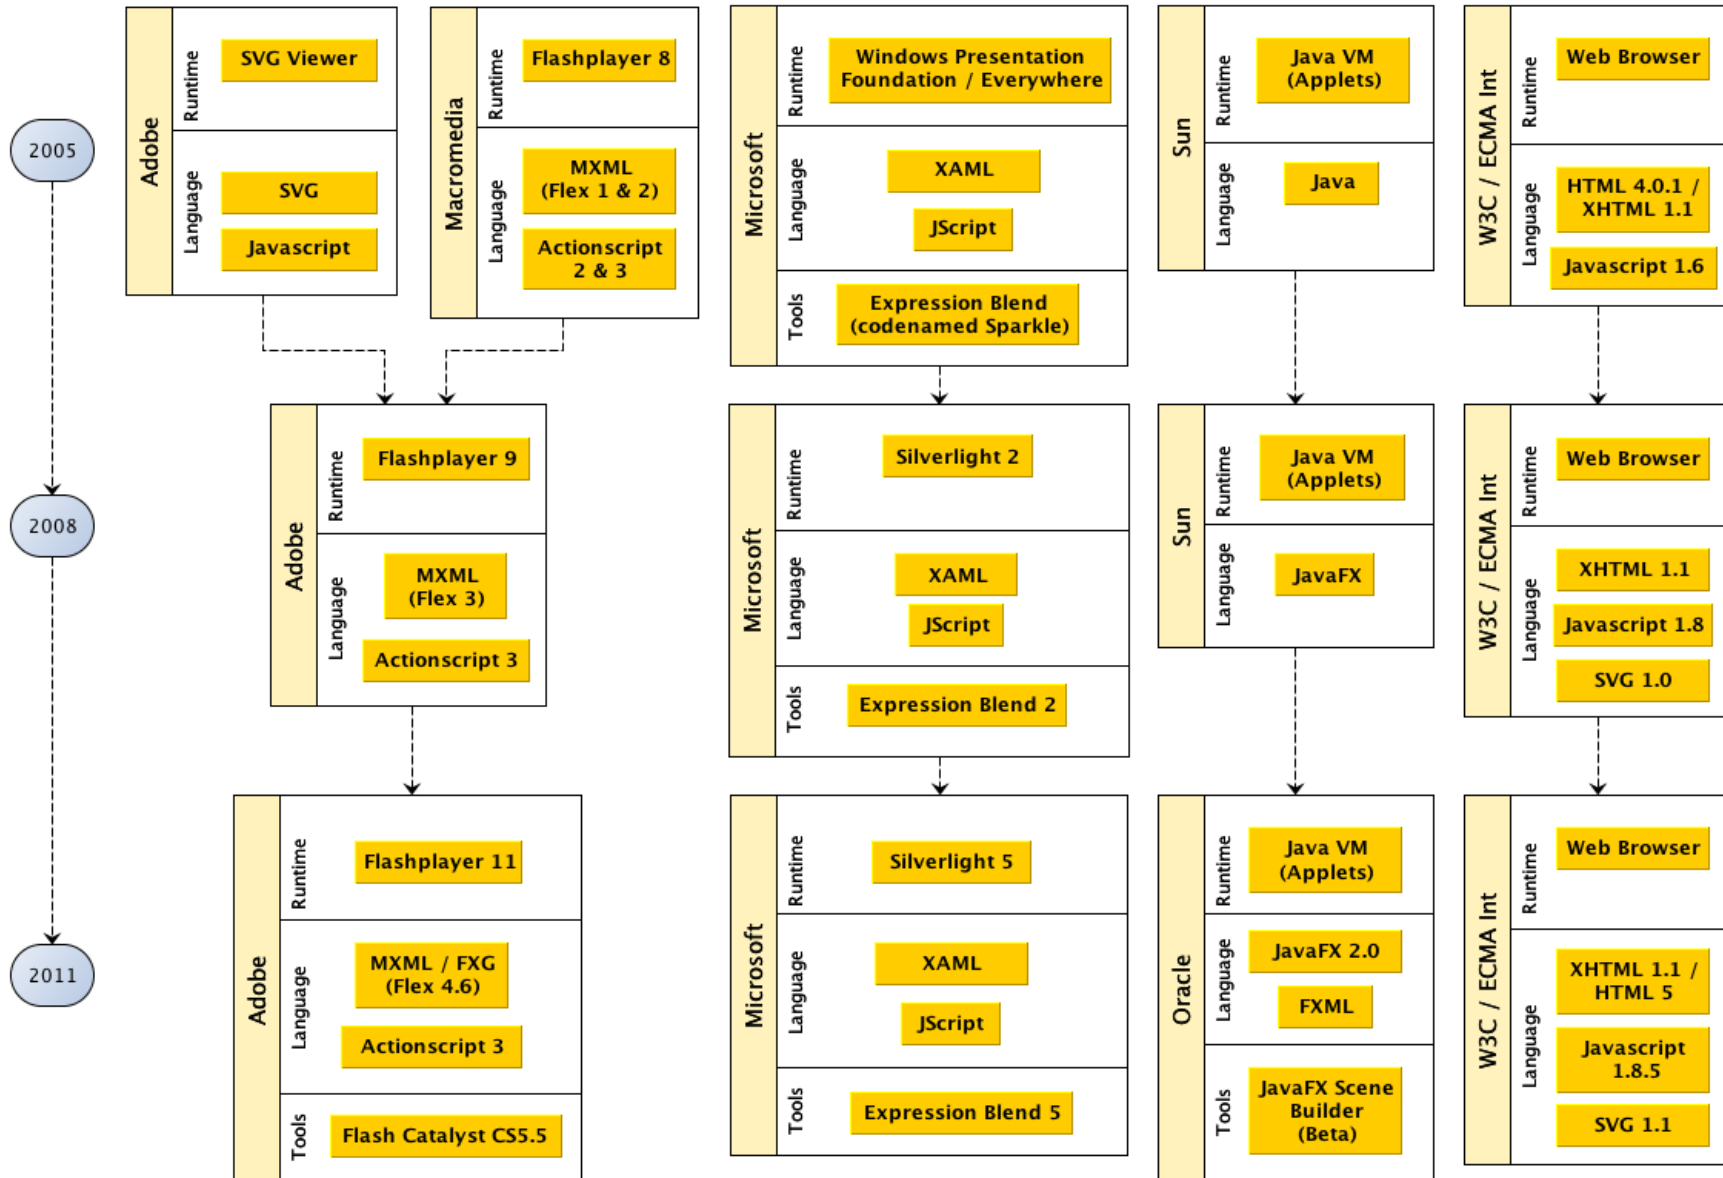 2005
Adobe
Runtime
SVG Viewer
Language
SVG
Javascript
Macromedia
Runtime
Flashplayer 8
Language
MXML
(Flex 1 & 2)
Actionscript
2 & 3
Microsoft
Runtime
Windows Presentation
Foundation / Everywhere
Language
XAML
JScript
Tools
Expression Blend
(codenamed Sparkle)
Sun
Runtime
Java VM
(Applets)
Language
Java
W3C / ECMA Int
Runtime
Web Browser
Language
HTML 4.0.1 /
XHTML 1.1
Javascript 1.6
2008
Adobe
Runtime
Flashplayer 9
Language
MXML
(Flex 3)
Actionscript 3
Microsoft
Runtime
Silverlight 2
Language
XAML
JScript
Tools
Expression Blend 2
Sun
Runtime
Java VM
(Applets)
Language
JavaFX
W3C / ECMA Int
Runtime
Web Browser
Language
XHTML 1.1
Javascript 1.8
SVG 1.0
2011
Adobe
Runtime
Flashplayer 11
Language
MXML / FXG
(Flex 4.6)
Actionscript 3
Tools
Flash Catalyst CS5.5
Microsoft
Runtime
Silverlight 5
Language
XAML
JScript
Tools
Expression Blend 5
Oracle
Runtime
Java VM
(Applets)
Language
JavaFX 2.0
FXML
Tools
JavaFX Scene
Builder
(Beta)
W3C / ECMA Int
Runtime
Web Browser
Language
XHTML 1.1 /
HTML 5
Javascript
1.8.5
SVG 1.1